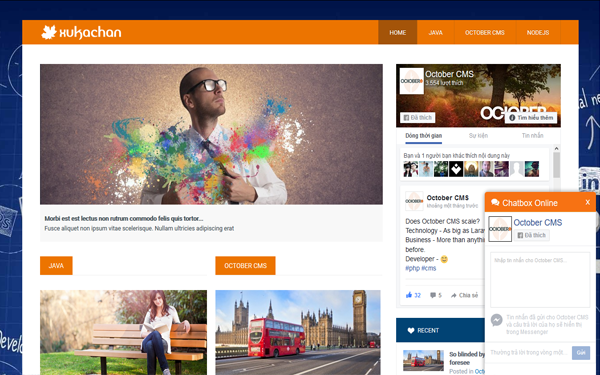 xukachan
HOME
JAVA
OCTOBER CMS
NODEJS
Morbi est est lectus non rutrum commodo felis quis tortor...
Fusce aliquet non ipsum vitae scelerisque. Nullam ultricies adipiscing erat
JAVA
OCTOBER CMS
OCTOBER
October CMS
3.554 lượt thích
OCTOBER
Đã thích
Tìm hiểu thêm
Dòng thời gian
Sự kiện
Tin nhắn
Bạn và 1 người bạn khác thích nội dung này
October CMS
khoảng một tháng trước
Does October CMS scale?
Technology - As big as Lara
Business - More than anythin
before.
Developer -
#php #cms
32
5
Chia sẻ
RECENT
So blinded by
foresee
Posted in Octo
Chatbox Online
X
October CMS
Đã thích
Nhập tin nhắn cho October CMS...
Tin nhắn đã gửi cho October CMS
và câu trả lời của họ sẽ hiển thị
trong Messenger
Thường trả lời trong vòng một...
Gửi
in
Develo